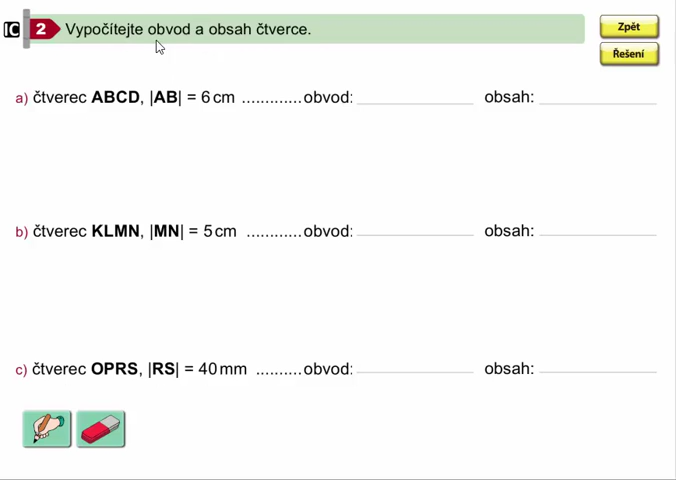 IC 2 Vypočítejte obvod a obsah čtverce.
Zpět
Řešení
a) čtverec ABCD, |AB| = 6 cm .............obvod: obsah:
b) čtverec KLMN, |MN| = 5 cm ............obvod: obsah:
c) čtverec OPRS, |RS| = 40 mm ..........obvod: obsah: